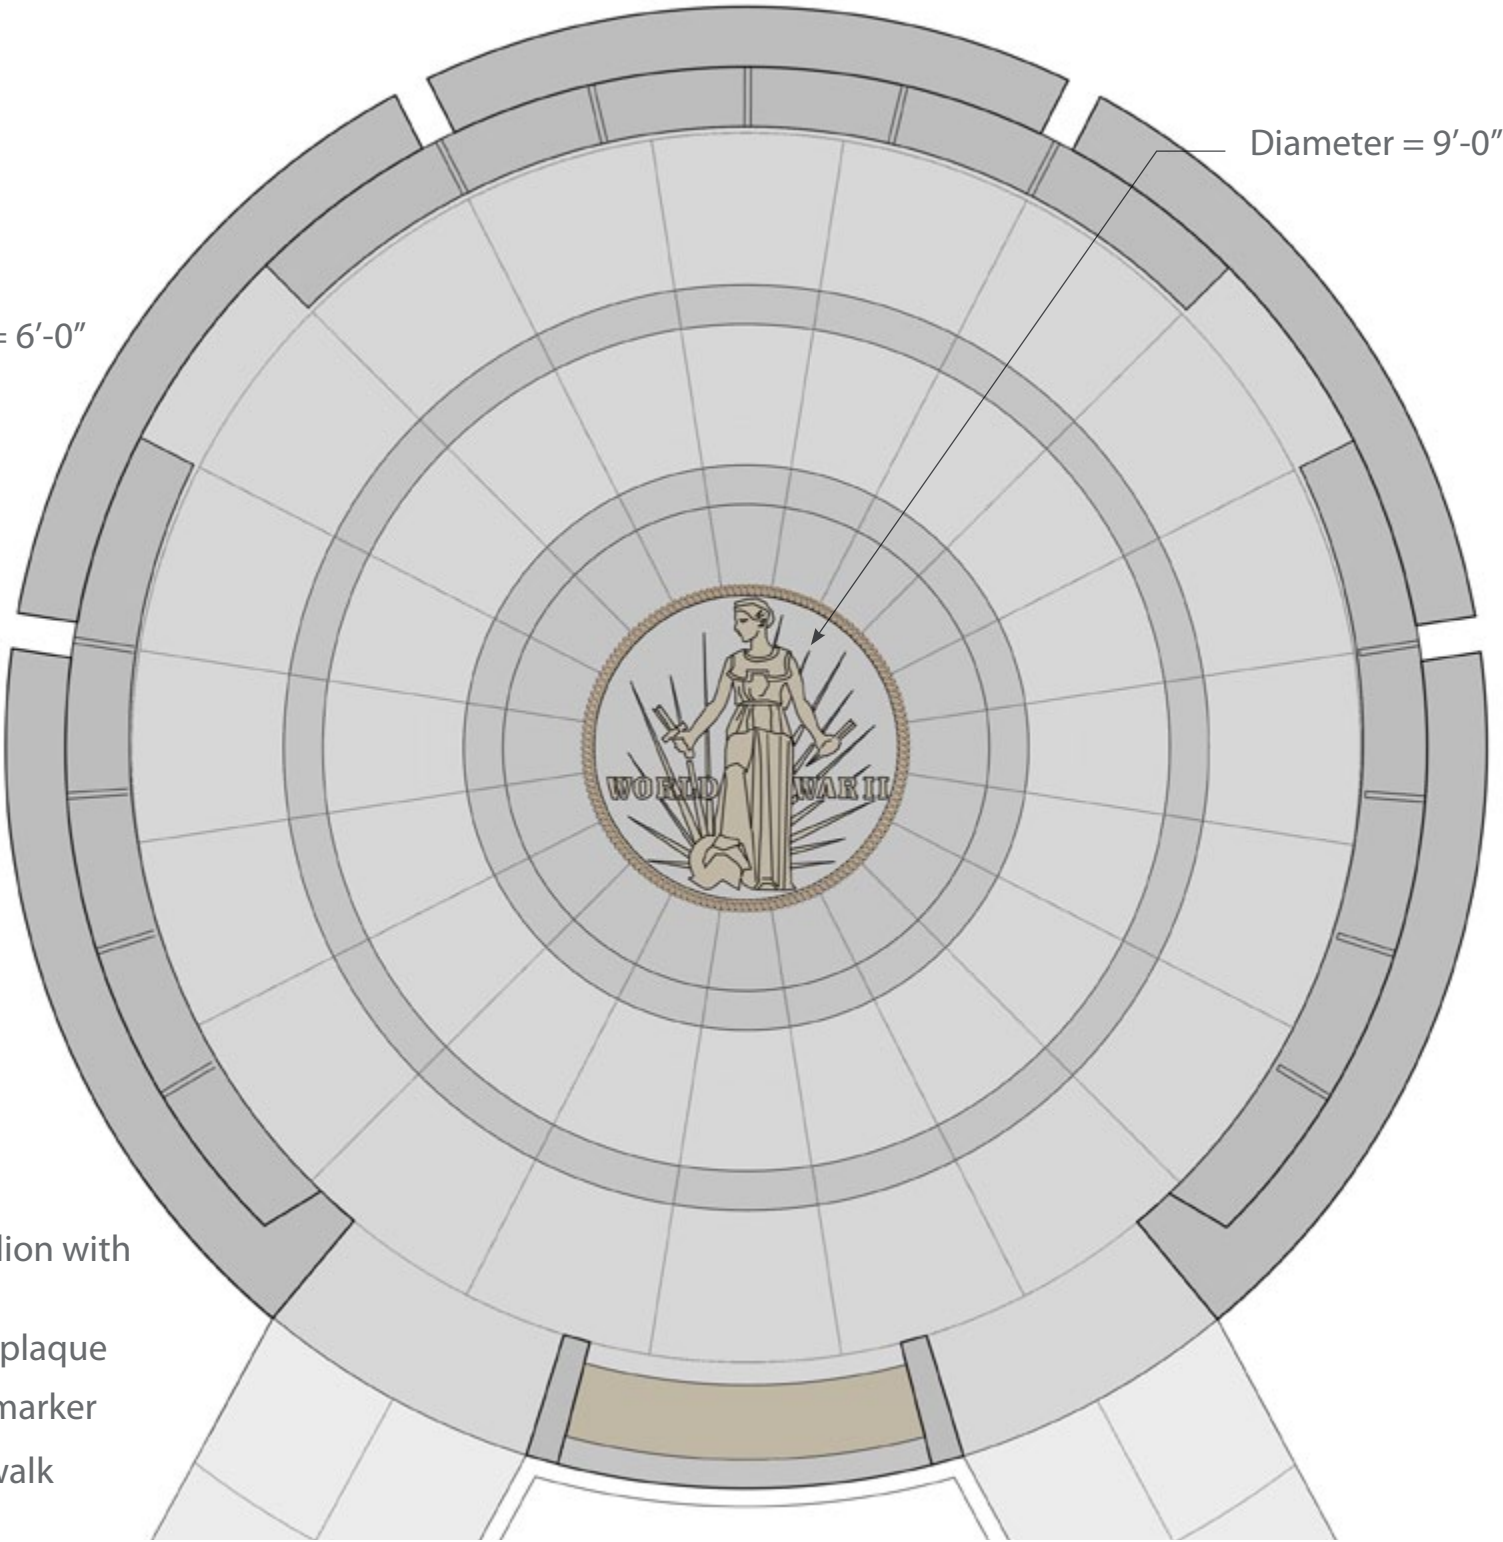 Diameter = 9’-0”
= 6’-0”
WORLD WAR II
lion with
plaque
marker
walk